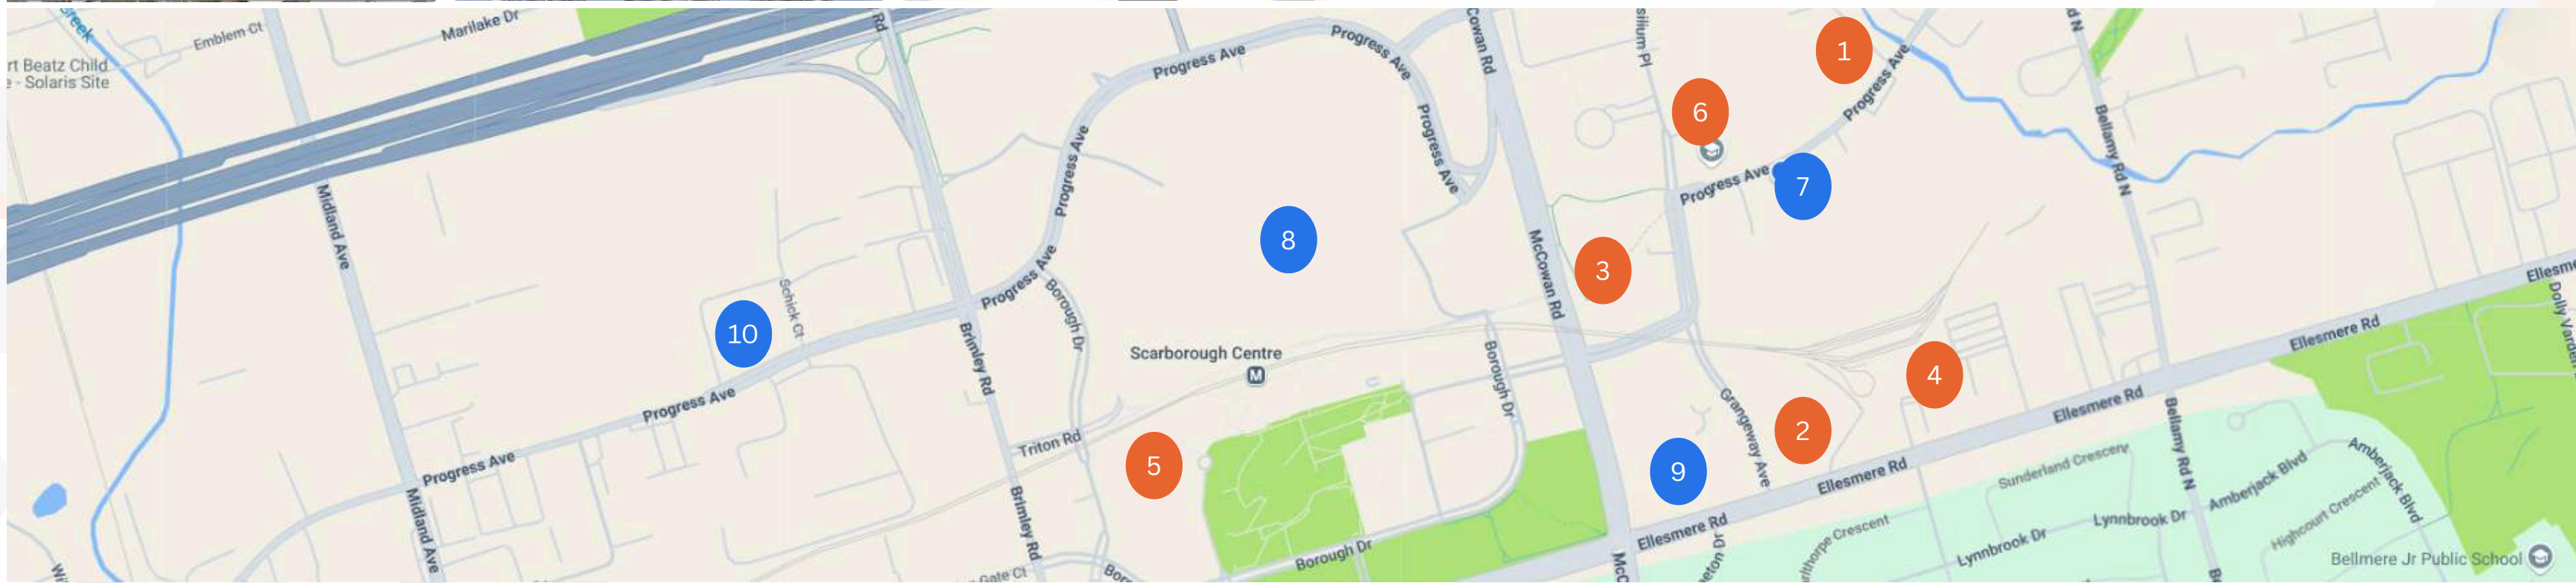 Creek
Emblem Ct
Marilake Dr
Rd
rt Beatz Child
e - Solaris Site
Midland Ave
Progress Ave
Midland Ave
Schick Ct
10
Progress Ave
Brimley Rd
Brimley Rd
Progress Ave
Borough Dr
Progress Ave
Progress Ave
Progress Ave
Progress Ave
8
Scarborough Centre
M
Triton Rd
5
Gate Ct
Borough Dr
Borough Dr
Cowan Rd
McCowan Rd
silium Pl
1
6
Progress Ave
Progress Ave
7
3
4
2
9
Grangeway Ave
Ellesmere Rd
Ellesmere Rd
Ellesmere Rd
Ellesmere Rd
Ellesme
d N
Bellamy Rd N
Bellamy Rd N
McC
Sunderland Crescent
Lynnbrook Dr
Lynnbrook Dr
Amberjack Blvd
Amberjack Blvd
Highcourt Crescent
Bellmere Jr Public School